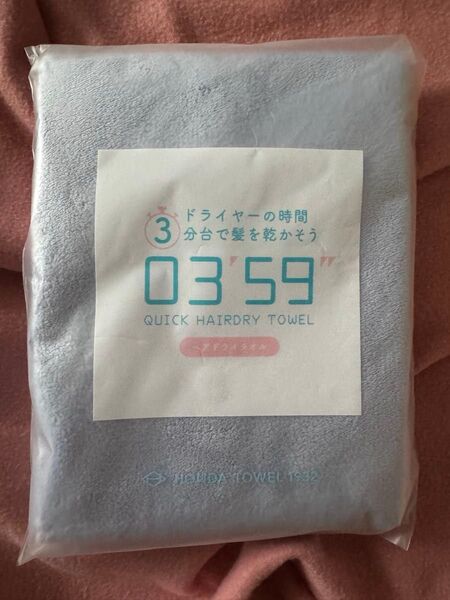 ドライヤーの時間
3分台で髪を乾かそう
03'59"
QUICK HAIRDRY TOWEL
ヘアドライタオル
HOTTA TOWEL 1932